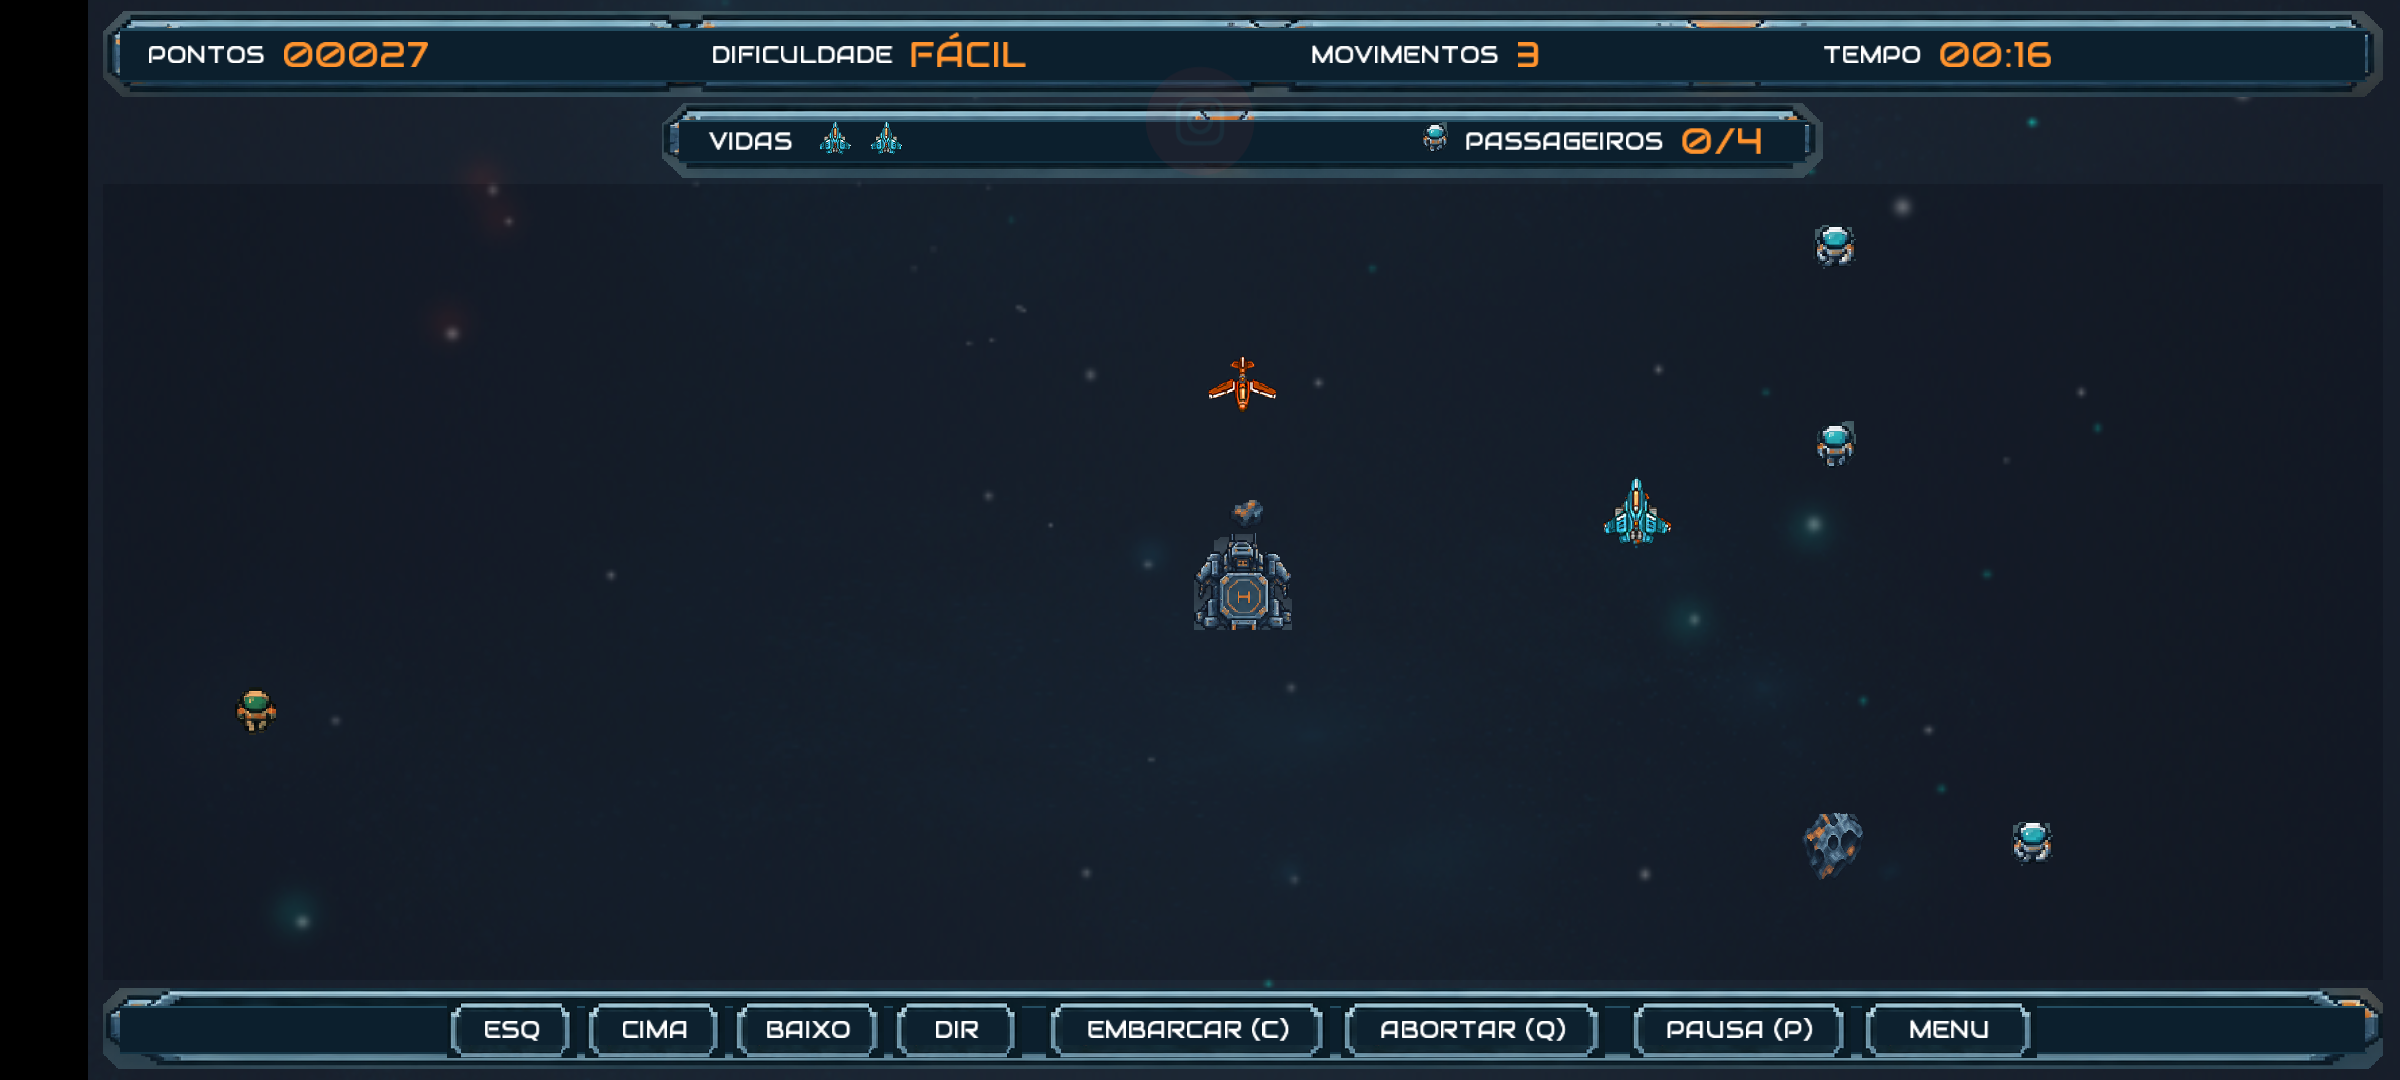 PONTOS 00027 DIFICULDADE FÁCIL MOVIMENTOS 3 TEMPO 00:16
VIDAS PASSAGEIROS 0/4
H
ESQ CIMA BAIXO DIR EMBARCAR (C) ABORTAR (Q) PAUSA (P) MENU